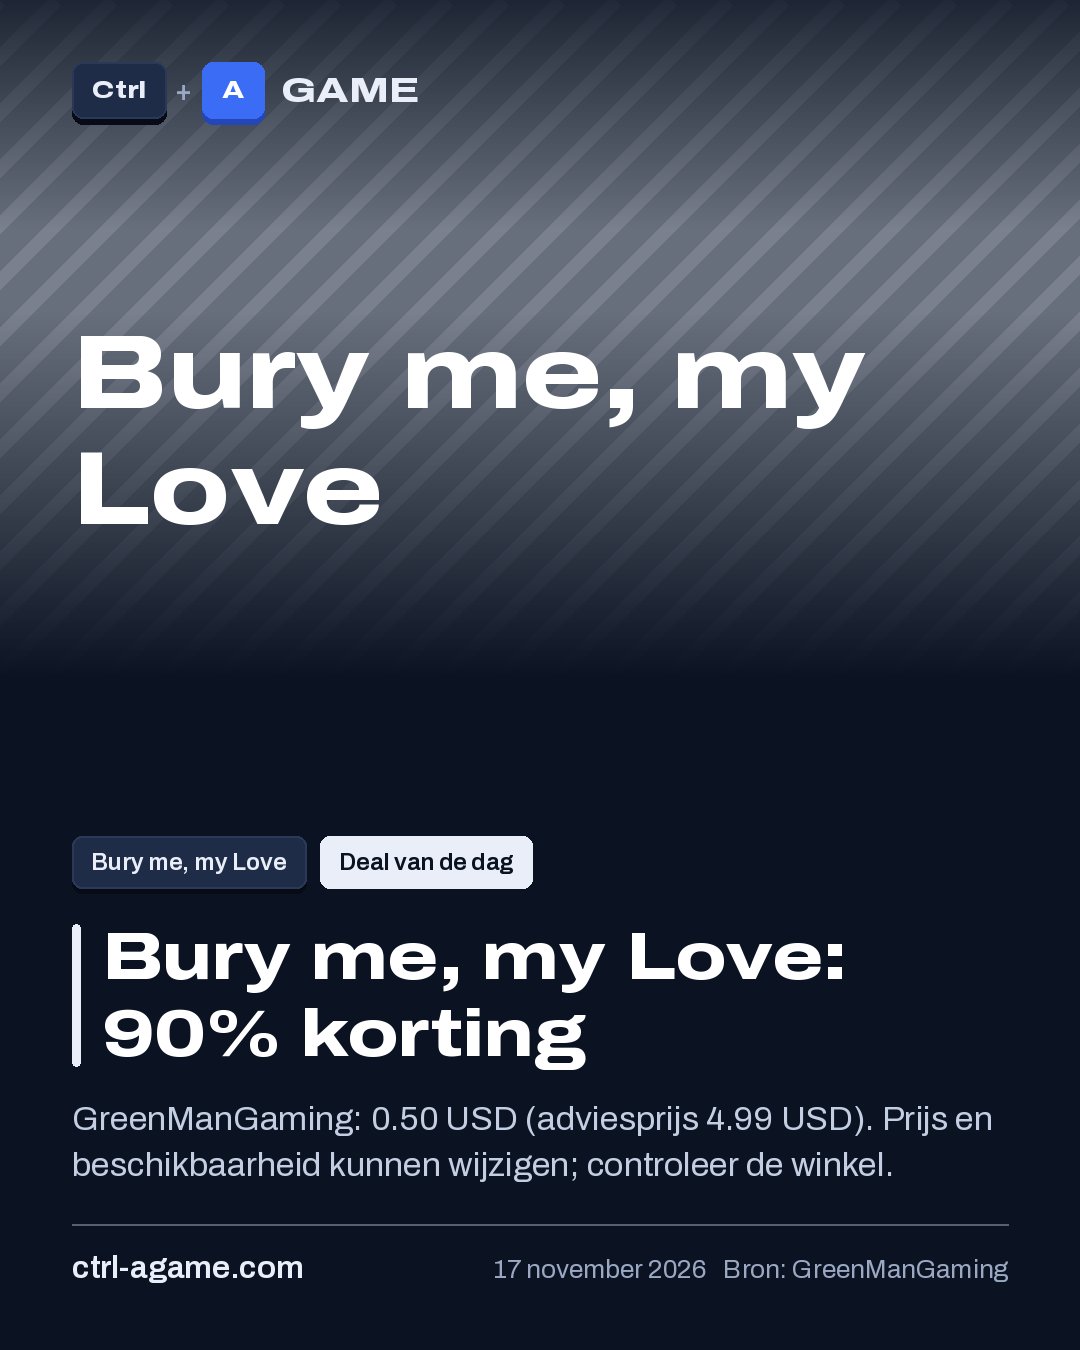 Ctrl + A GAME
Bury me, my
Love
Bury me, my Love
Deal van de dag
Bury me, my Love:
90% korting
GreenManGaming: 0.50 USD (adviesprijs 4.99 USD). Prijs en
beschikbaarheid kunnen wijzigen; controleer de winkel.
ctrl-agame.com
17 november 2026 Bron: GreenManGaming